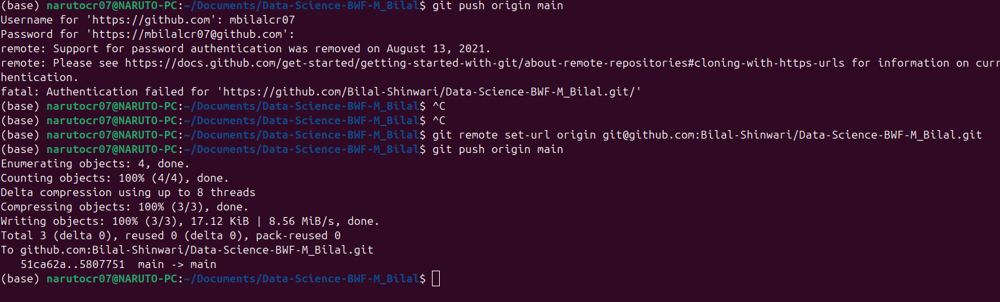 (base) narutocr07@NARUTO-PC:~/Documents/Data-Science-BWF-M_Bilal$ git push origin main
Username for 'https://github.com': mbilalcr07
Password for 'https://mbilalcr07@github.com':
remote: Support for password authentication was removed on August 13, 2021.
remote: Please see https://docs.github.com/get-started/getting-started-with-git/about-remote-repositories#cloning-with-https-urls for information on curr
hentication.
fatal: Authentication failed for 'https://github.com/Bilal-Shinwari/Data-Science-BWF-M_Bilal.git/'
(base) narutocr07@NARUTO-PC:~/Documents/Data-Science-BWF-M_Bilal$ ^C
(base) narutocr07@NARUTO-PC:~/Documents/Data-Science-BWF-M_Bilal$ ^C
(base) narutocr07@NARUTO-PC:~/Documents/Data-Science-BWF-M_Bilal$ git remote set-url origin git@github.com:Bilal-Shinwari/Data-Science-BWF-M_Bilal.git
(base) narutocr07@NARUTO-PC:~/Documents/Data-Science-BWF-M_Bilal$ git push origin main
Enumerating objects: 4, done.
Counting objects: 100% (4/4), done.
Delta compression using up to 8 threads
Compressing objects: 100% (3/3), done.
Writing objects: 100% (3/3), 17.12 KiB | 8.56 MiB/s, done.
Total 3 (delta 0), reused 0 (delta 0), pack-reused 0
To github.com:Bilal-Shinwari/Data-Science-BWF-M_Bilal.git
   51ca62a..5807751  main -> main
(base) narutocr07@NARUTO-PC:~/Documents/Data-Science-BWF-M_Bilal$